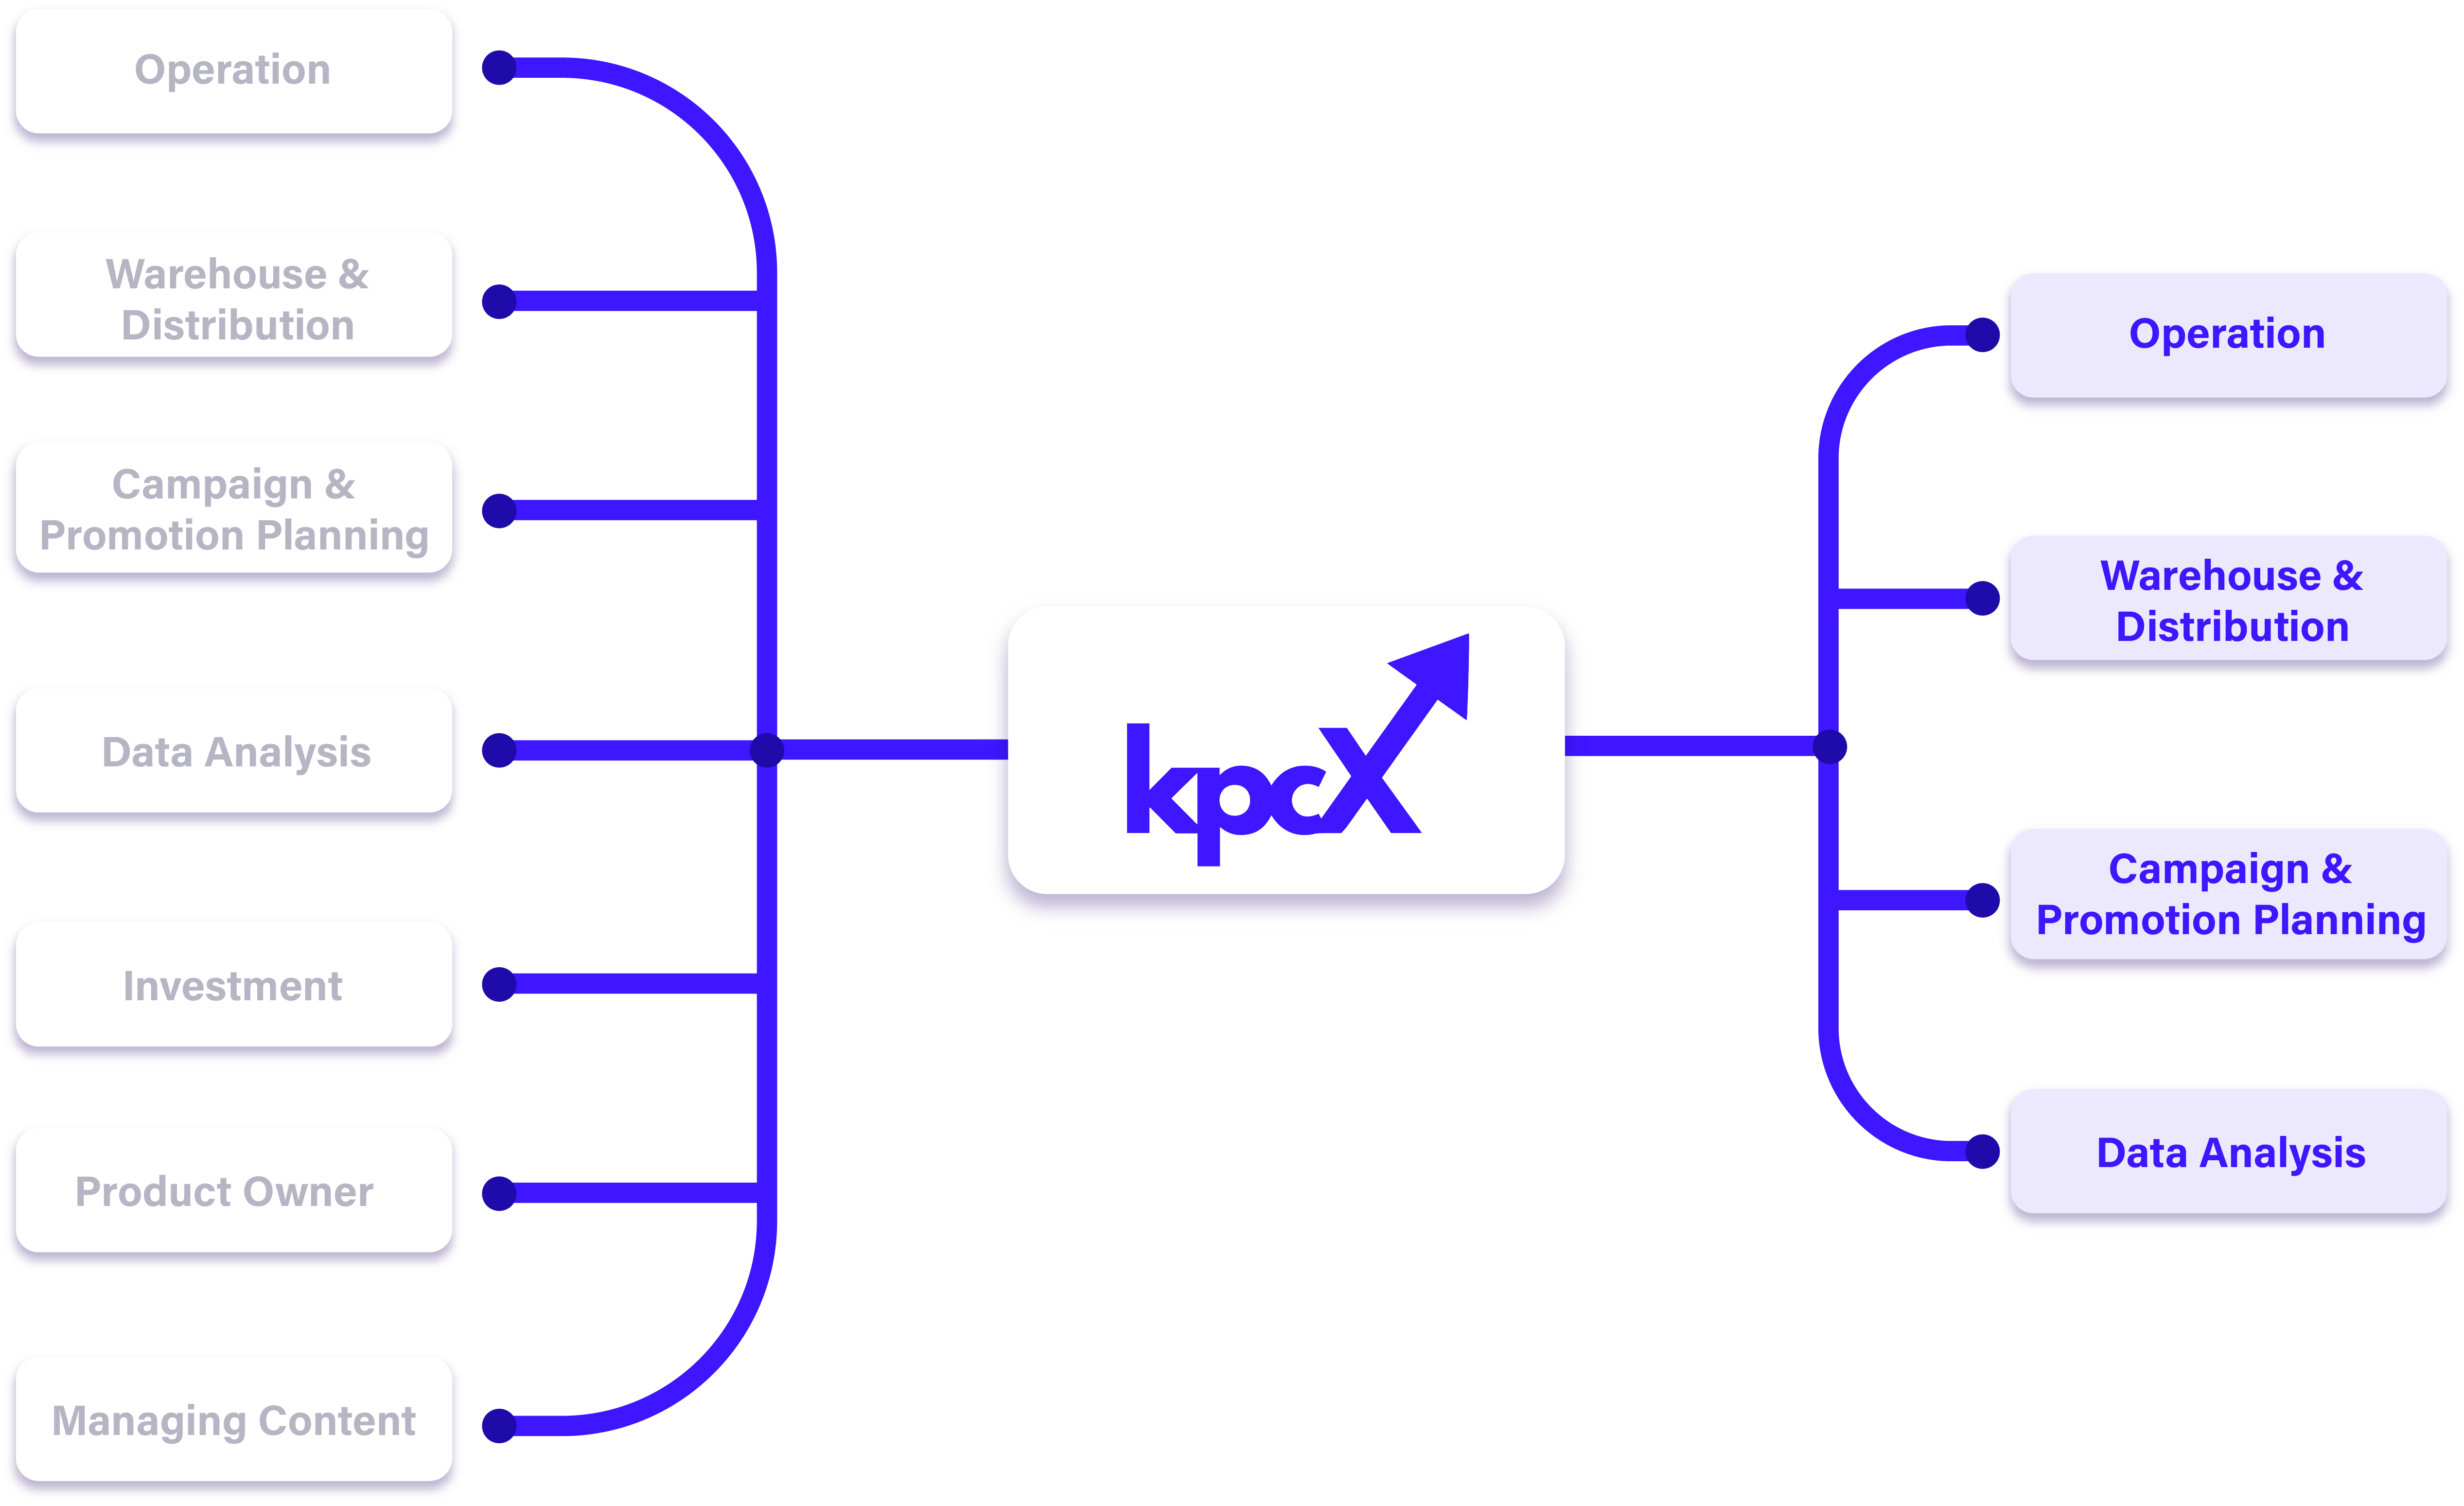 Operation
Warehouse &
Distribution
Campaign &
Promotion Planning
Data Analysis
Investment
Product Owner
Managing Content
kpcx
Operation
Warehouse &
Distribution
Campaign &
Promotion Planning
Data Analysis